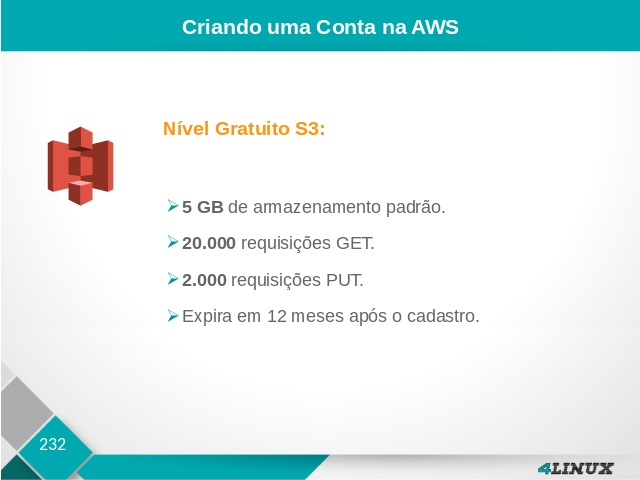 Criando uma Conta na AWS
Nível Gratuito S3:
5 GB de armazenamento padrão.
20.000 requisições GET.
2.000 requisições PUT.
Expira em 12 meses após o cadastro.
232
4LINUX